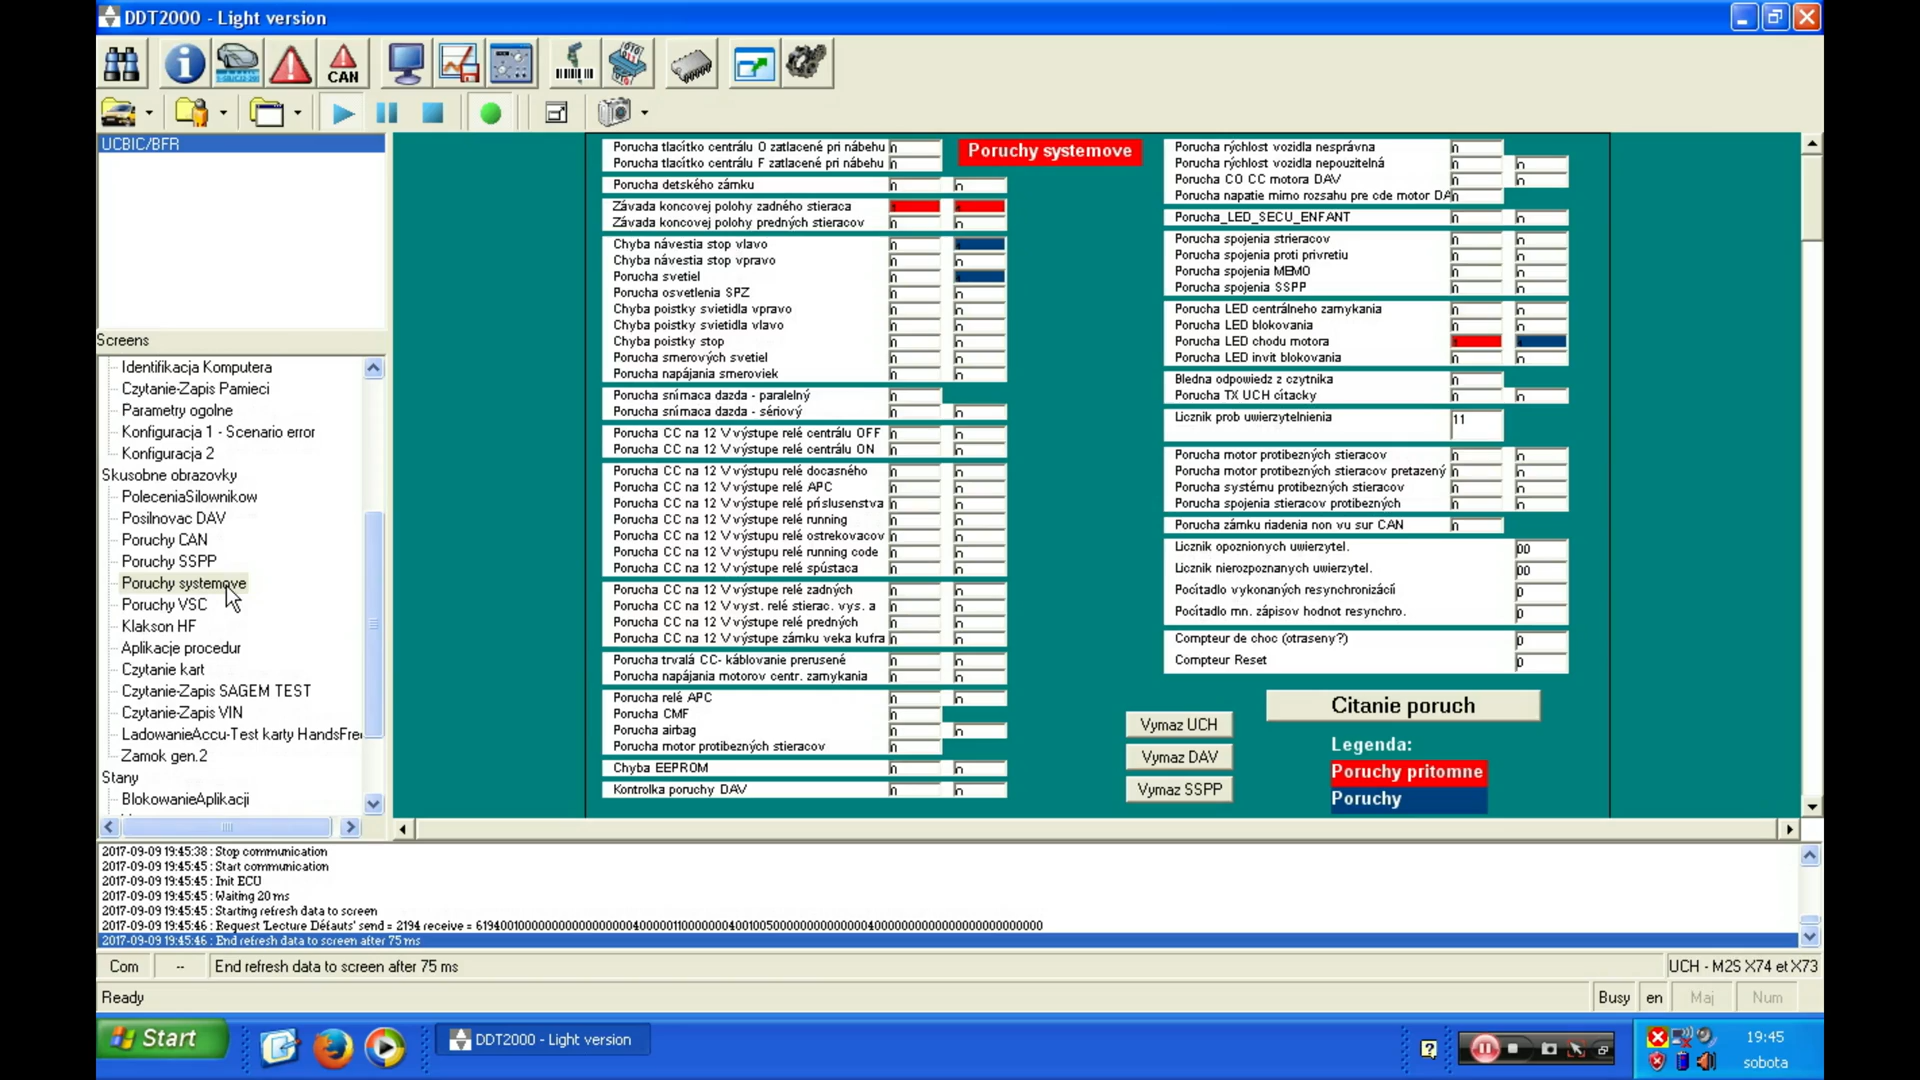 DDT2000 - Light version
CAN
UCBIC/BFR
Screens
Identifikacja Komputera
Czytanie-Zapis Pamieci
Parametry ogolne
Konfiguracja 1 - Scenario error
Konfiguracja 2
Skusobne obrazovky
PoleceniaSilownikow
Posilnovac DAV
Poruchy CAN
Poruchy SSPP
Poruchy systemove
Poruchy VSC
Klakson HF
Aplikacje procedur
Czytanie kart
Czytanie-Zapis SAGEM TEST
Czytanie-Zapis VIN
LadowanieAccu-Test karty HandsFre
Zamok gen.2
Stany
BlokowanieAplikacji
Porucha tlacítko centrálu O zatlacené pri nábehu n
Porucha tlacítko centrálu F zatlacené pri nábehu n
Porucha detského zámku n n
Závada koncovej polohy zadného stieraca
Závada koncovej polohy predných stieracov n n
Chyba návestia stop vlavo n
Chyba návestia stop vpravo n n
Porucha svetiel n
Porucha osvetlenia SPZ n n
Chyba poistky svietidla vpravo n n
Chyba poistky svietidla vlavo n n
Chyba poistky stop n n
Porucha smerových svetiel n n
Porucha napájania smeroviek n n
Porucha snímaca dazda - paralelný n
Porucha snímaca dazda - sériový n n
Porucha CC na 12 V výstupe relé centrálu OFF n n
Porucha CC na 12 V výstupe relé centrálu ON n n
Porucha CC na 12 V výstupu relé docasného n n
Porucha CC na 12 V výstupe relé APC n n
Porucha CC na 12 V výstupe relé príslusenstva n n
Porucha CC na 12 V výstupe relé running n n
Porucha CC na 12 V výstupu relé ostrekovacov n n
Porucha CC na 12 V výstupu relé running code n n
Porucha CC na 12 V výstupe relé spústaca n n
Porucha CC na 12 V výstupe relé zadných n n
Porucha CC na 12 V vyst. relé stierac. vys. a n n
Porucha CC na 12 V výstupe relé predných n n
Porucha CC na 12 V výstupe zámku veka kufra n n
Porucha trvalá CC- káblovanie prerusené n n
Porucha napájania motorov centr. zamykania n n
Porucha relé APC n n
Porucha CMF n
Porucha airbag n n
Porucha motor protibezných stieracov n
Chyba EEPROM n n
Kontrolka poruchy DAV n n
Poruchy systemove
Porucha rýchlost vozidla nesprávna n
Porucha rýchlost vozidla nepouzitelná n n
Porucha CO CC motora DAV n n
Porucha napatie mimo rozsahu pre cde motor DA n
Porucha_LED_SECU_ENFANT n n
Porucha spojenia strieracov n n
Porucha spojenia proti privretiu n n
Porucha spojenia MEMO n n
Porucha spojenia SSPP n n
Porucha LED centrálneho zamykania n n
Porucha LED blokovania n n
Porucha LED chodu motora
Porucha LED invit blokovania n n
Bledna odpowiedz z czytnika n
Porucha TX UCH cítacky n n
Licznik prob uwierzytelnienia 11
Porucha motor protibezných stieracov n n
Porucha motor protibezných stieracov pretazený n n
Porucha systému protibezných stieracov n n
Porucha spojenia stieracov protibezných n n
Porucha zámku riadenia non vu sur CAN n
Licznik opoznionych uwierzytel. 00
Licznik nierozpoznanych uwierzytel. 00
Pocítadlo vykonaných resynchronizácií 0
Pocítadlo mn. zápisov hodnot resynchro. 0
Compteur de choc (otraseny?) 0
Compteur Reset 0
Citanie poruch
Vymaz UCH
Vymaz DAV
Vymaz SSPP
Legenda:
Poruchy pritomne
Poruchy
2017-09-09 19:45:38 : Stop communication
2017-09-09 19:45:45 : Start communication
2017-09-09 19:45:45 : Init ECU
2017-09-09 19:45:45 : Waiting 20 ms
2017-09-09 19:45:45 : Starting refresh data to screen
2017-09-09 19:45:46 : End refresh data to screen after 75 ms
Com -- End refresh data to screen after 75 ms UCH - M2S X74 et X73
Ready Busy en Maj Num
Start DDT2000 - Light version 19:45
sobota